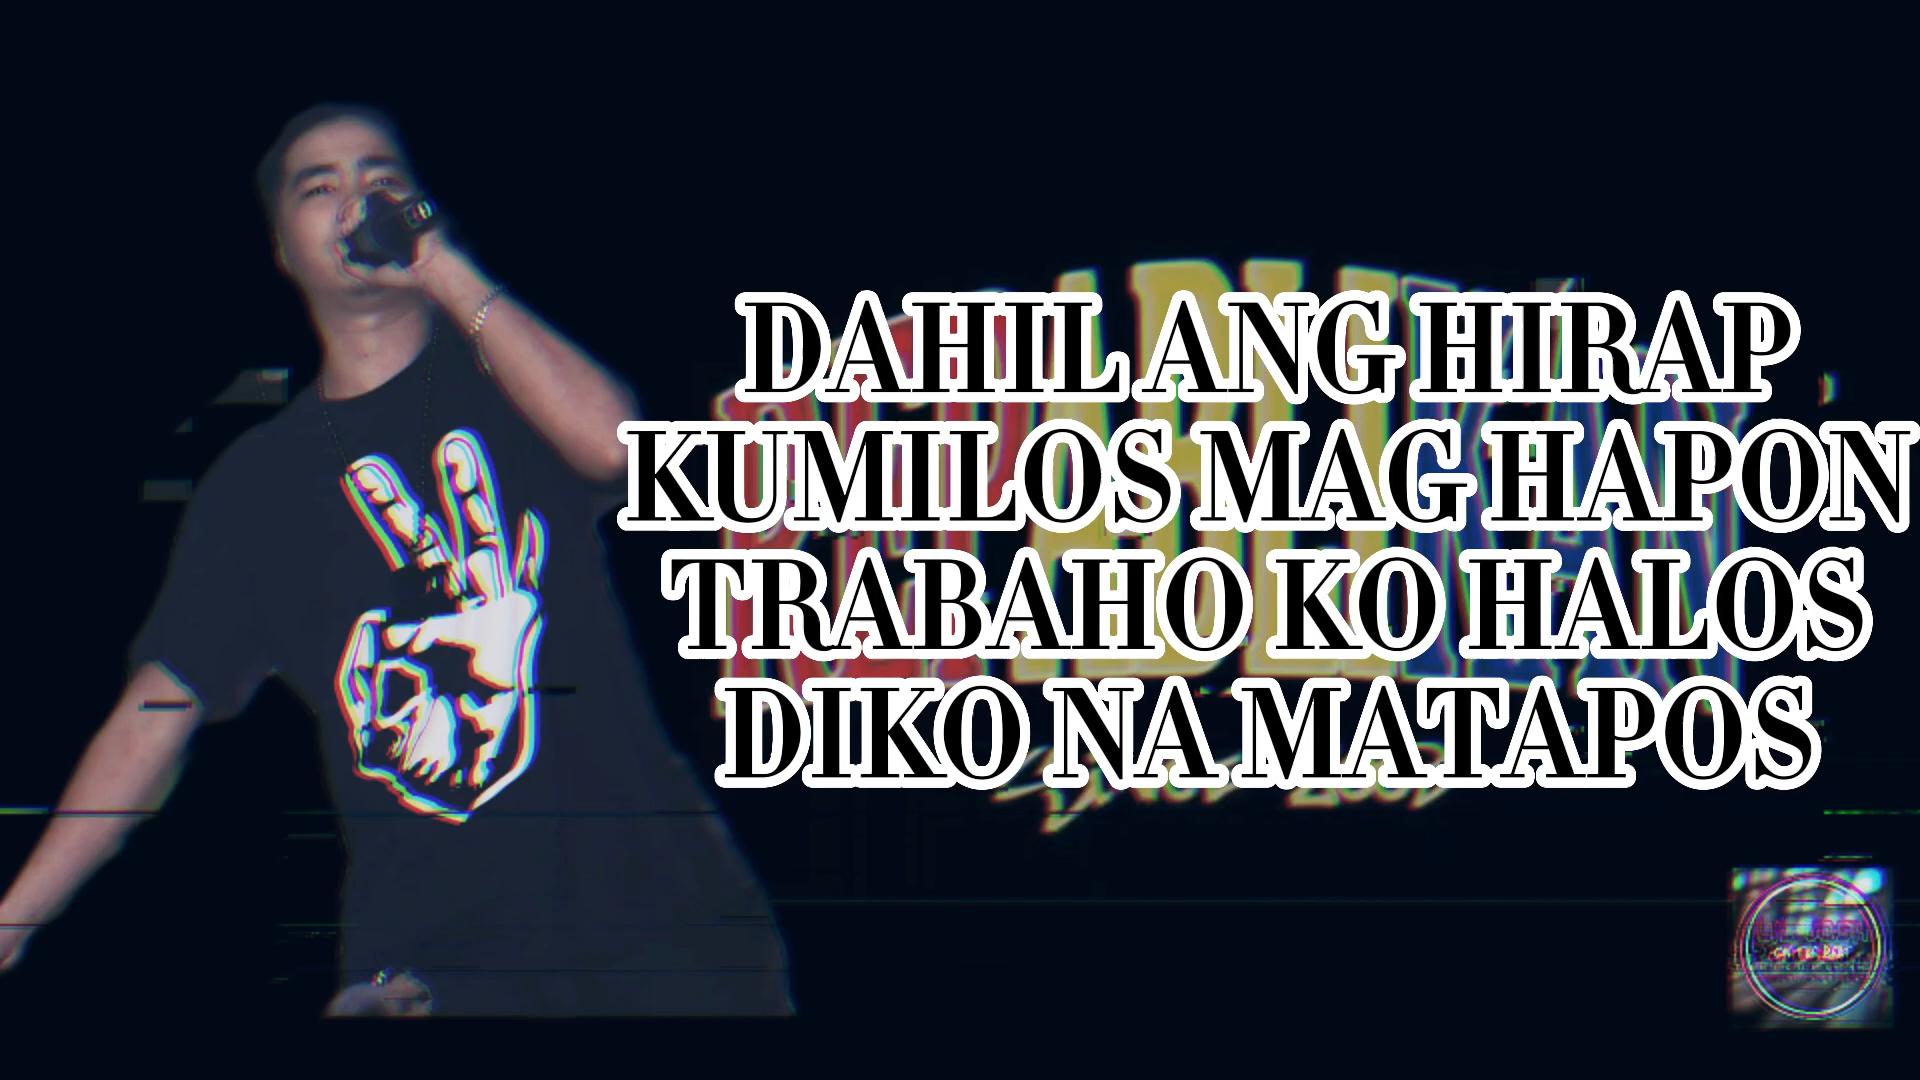 DAHIL ANG HIRAP
KUMILOS MAG HAPON
TRABAHO KO HALOS
DIKO NA MATAPOS